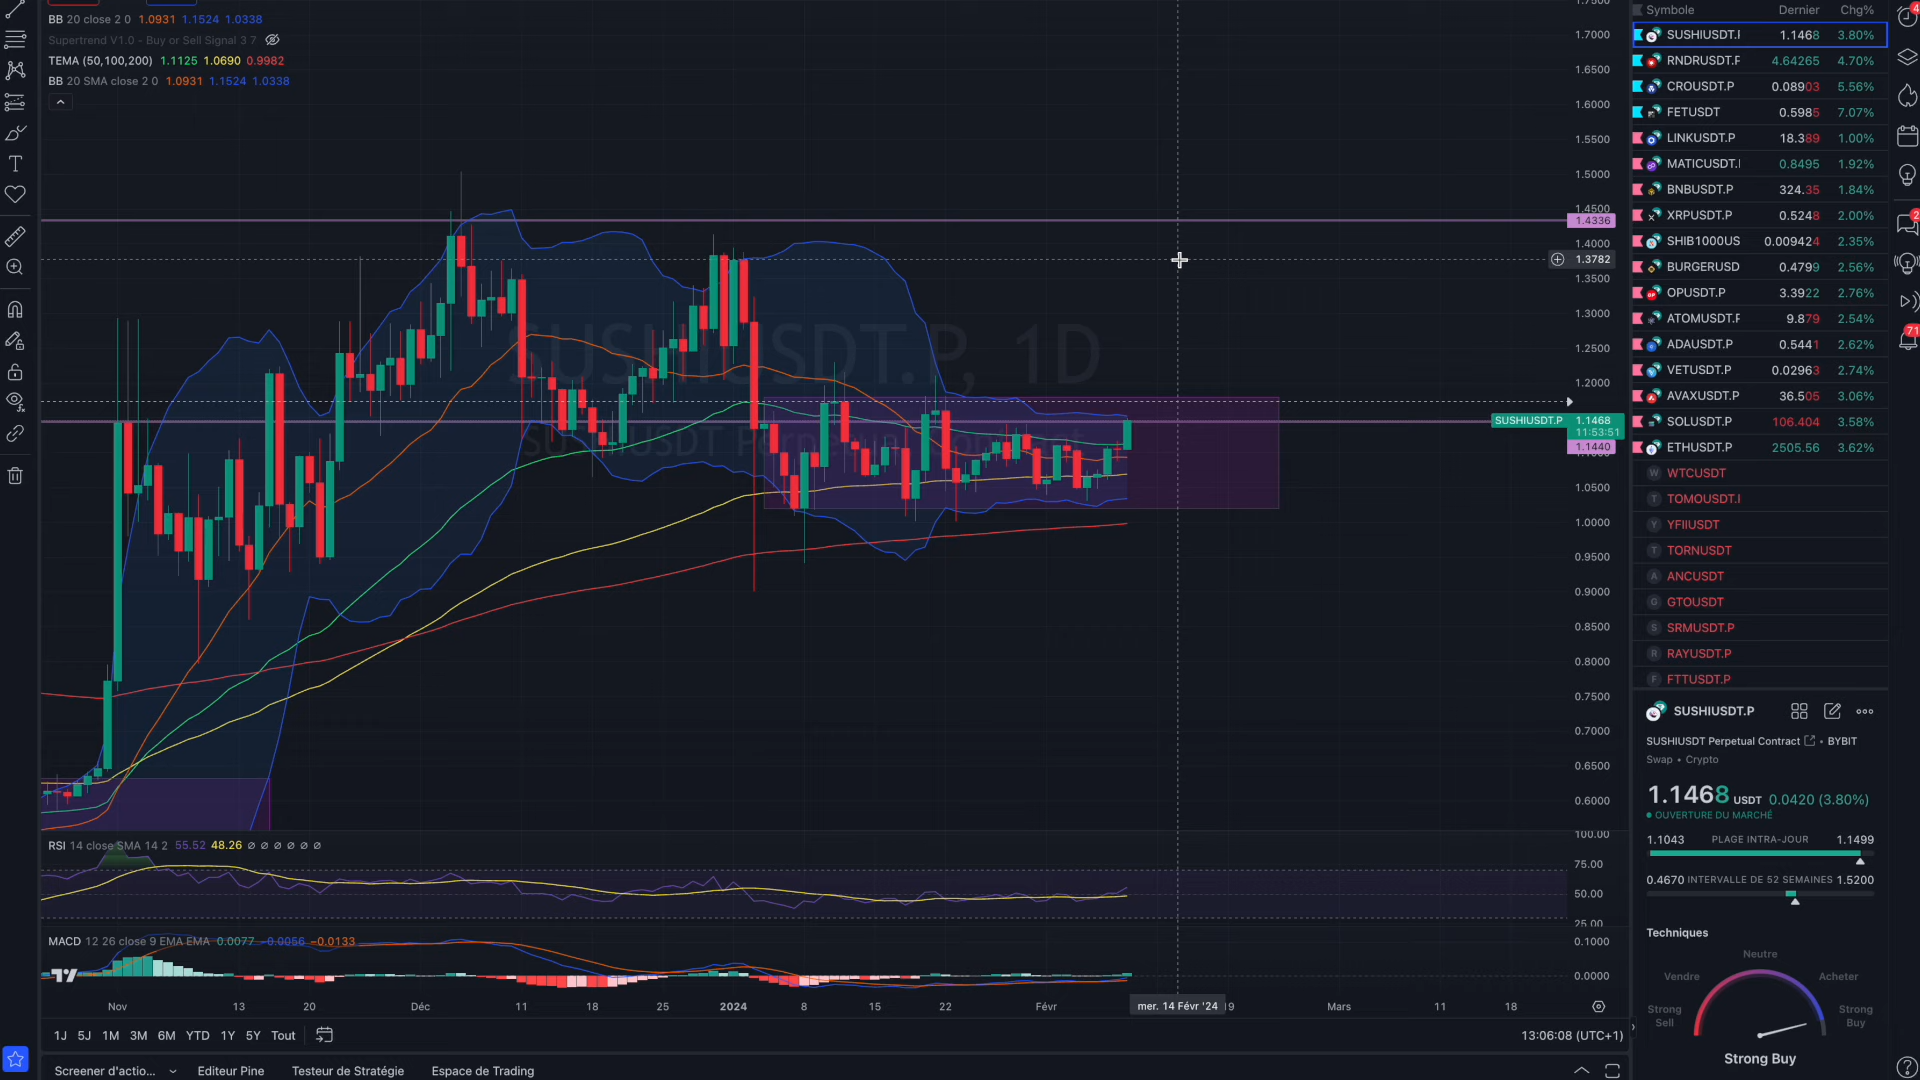 BB 20 close 2 0 1.0931 1.1524 1.0338
Supertrend V1.0 - Buy or Sell Signal 3 7
TEMA (50,100,200) 1.1125 1.0690 0.9982
BB 20 SMA close 2 0 1.0931 1.1524 1.0338
SUSHIUSDT.P, 1D
SUSHIUSDT Perpetual Contract
1.7500
1.7000
1.6500
1.6000
1.5500
1.5000
1.4500
1.4336
1.4000
1.3782
1.3500
1.3000
1.2500
1.2000
SUSHIUSDT.P 1.1468
11:53:51
1.1440
1.1000
1.0500
1.0000
0.9500
0.9000
0.8500
0.8000
0.7500
0.7000
0.6500
0.6000
RSI 14 close SMA 14 2 55.52 48.26 ∅ ∅ ∅ ∅ ∅ ∅
100.00
75.00
50.00
25.00
MACD 12 26 close 9 EMA EMA 0.0077 −0.0056 −0.0133
0.1000
0.0000
Nov 13 20 Déc 11 18 25 2024 8 15 22 Févr mer. 14 Févr '24 19 Mars 11 18
1J 5J 1M 3M 6M YTD 1Y 5Y Tout
13:06:08 (UTC+1)
Screener d'actio... Editeur Pine Testeur de Stratégie Espace de Trading
Symbole Dernier Chg%
SUSHIUSDT.I 1.1468 3.80%
RNDRUSDT.P 4.64265 4.70%
CROUSDT.P 0.08903 5.56%
FETUSDT 0.5985 7.07%
LINKUSDT.P 18.389 1.00%
MATICUSDT.I 0.8495 1.92%
BNBUSDT.P 324.35 1.84%
XRPUSDT.P 0.5248 2.00%
SHIB1000US 0.009424 2.35%
BURGERUSD 0.4799 2.56%
OPUSDT.P 3.3922 2.76%
ATOMUSDT.F 9.879 2.54%
ADAUSDT.P 0.5441 2.62%
VETUSDT.P 0.02963 2.74%
AVAXUSDT.P 36.505 3.06%
SOLUSDT.P 106.404 3.58%
ETHUSDT.P 2505.56 3.62%
W WTCUSDT
T TOMOUSDT.I
Y YFIIUSDT
T TORNUSDT
A ANCUSDT
G GTOUSDT
S SRMUSDT.P
R RAYUSDT.P
F FTTUSDT.P
SUSHIUSDT.P
SUSHIUSDT Perpetual Contract • BYBIT
Swap • Crypto
1.1468 USDT 0.0420 (3.80%)
OUVERTURE DU MARCHÉ
1.1043 PLAGE INTRA-JOUR 1.1499
0.4670 INTERVALLE DE 52 SEMAINES 1.5200
Techniques
Neutre
Vendre Acheter
Strong Sell
Strong Buy
Strong Buy
4
2
71